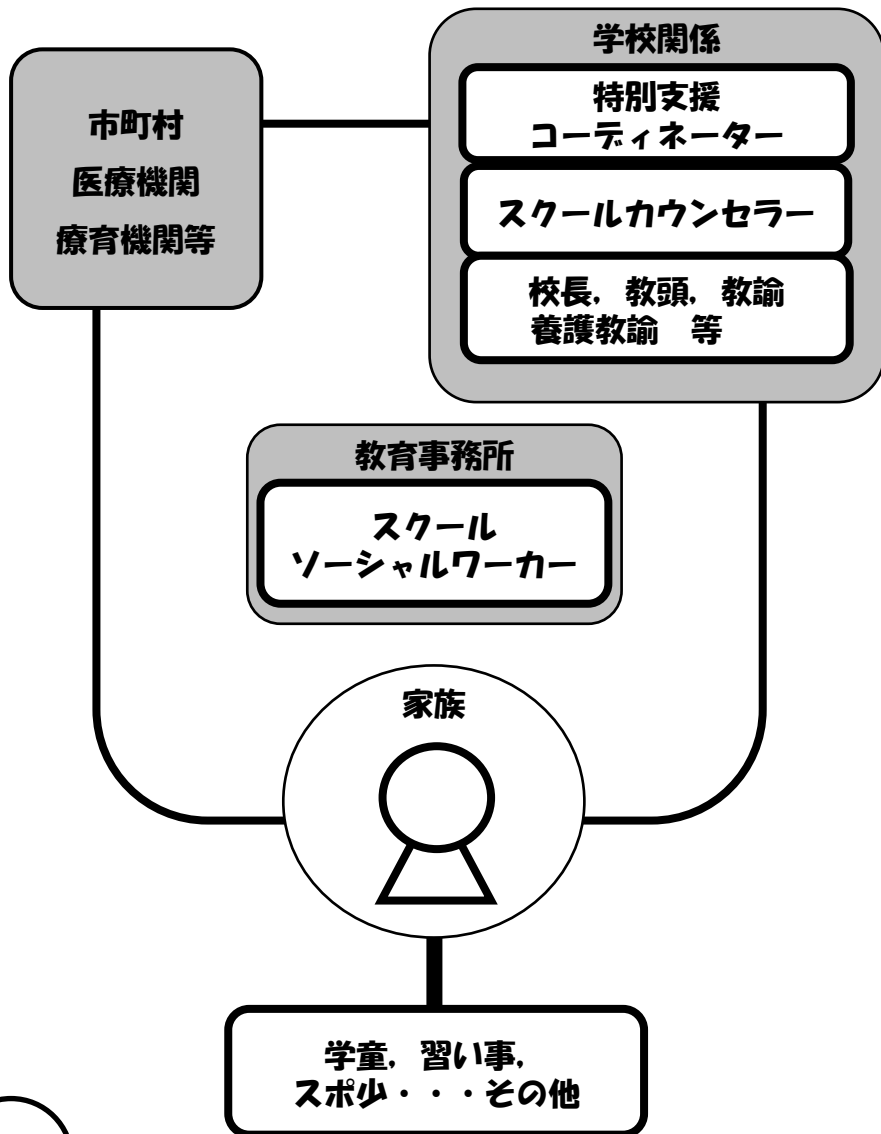 市町村
医療機関
療育機関等
学校関係
特別支援
コーディネーター
スクールカウンセラー
校長，教頭，教諭
養護教諭　等
教育事務所
スクール
ソーシャルワーカー
家族
学童，習い事，
スポ少・・・その他